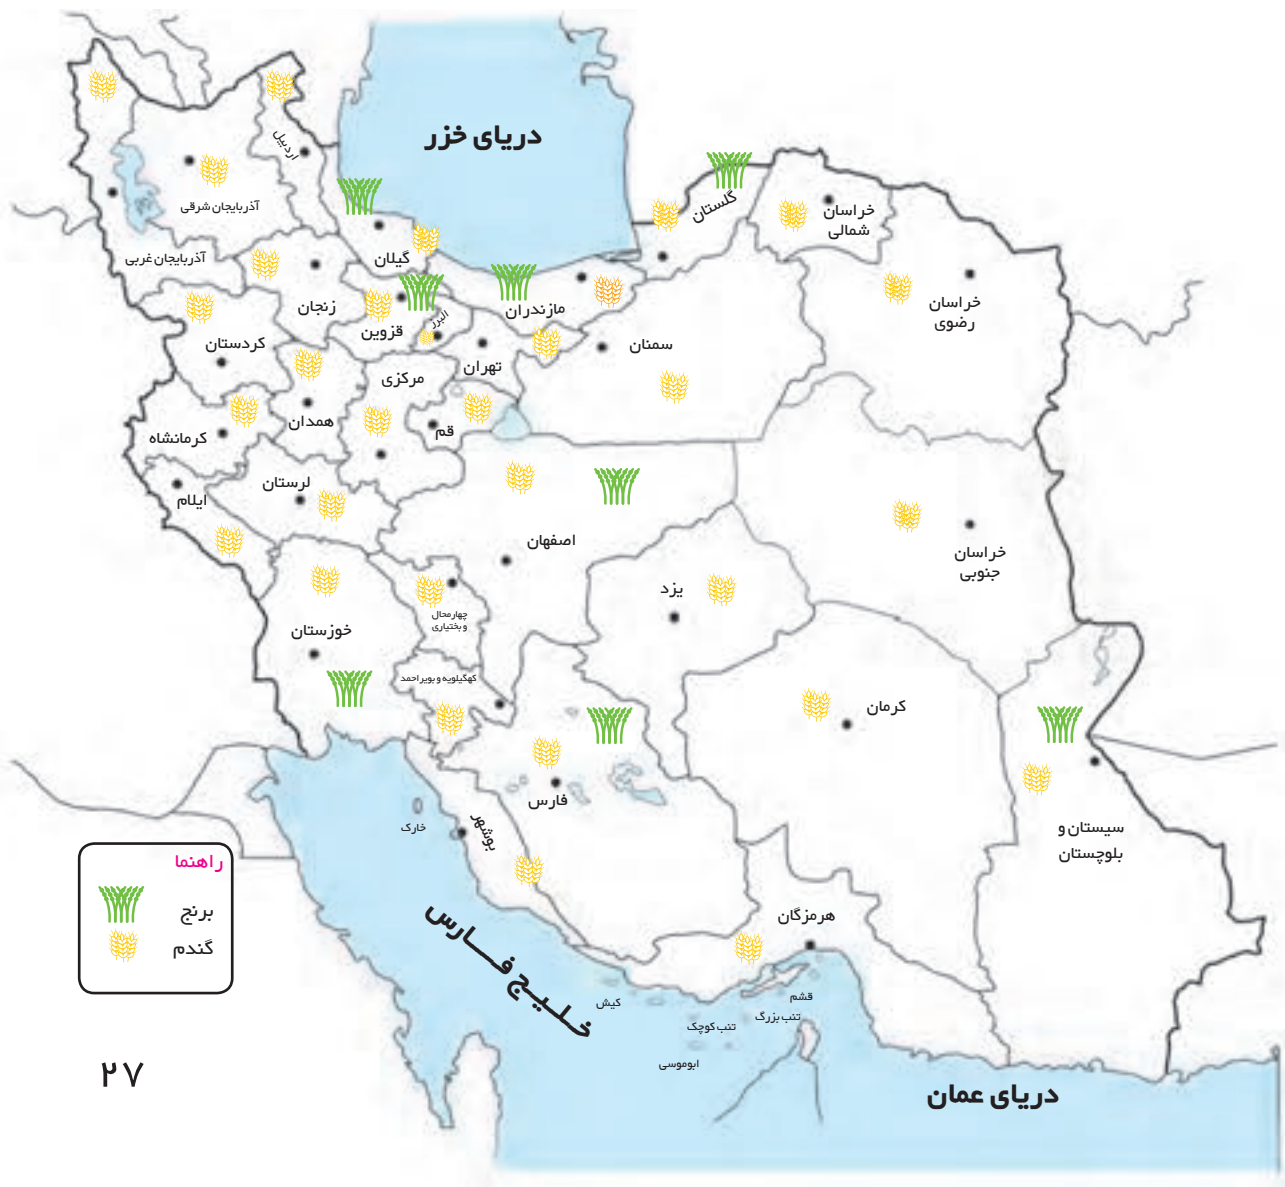 دریای خزر
اردبیل
آذربایجان شرقی
آذربایجان غربی
گیلان
گلستان
خراسان
شمالی
خراسان
رضوی
مازندران
زنجان
قزوین
البرز
تهران
سمنان
کردستان
همدان
مرکزی
قم
کرمانشاه
لرستان
ایلام
اصفهان
خراسان
جنوبی
یزد
چهارمحال
و بختیاری
خوزستان
کهگیلویه و بویراحمد
کرمان
فارس
سیستان و
بلوچستان
خارک
بوشهر
هرمزگان
خلیج فارس
کیش
قشم
تنب بزرگ
تنب کوچک
ابوموسی
دریای عمان
راهنما
برنج
گندم
۲۷